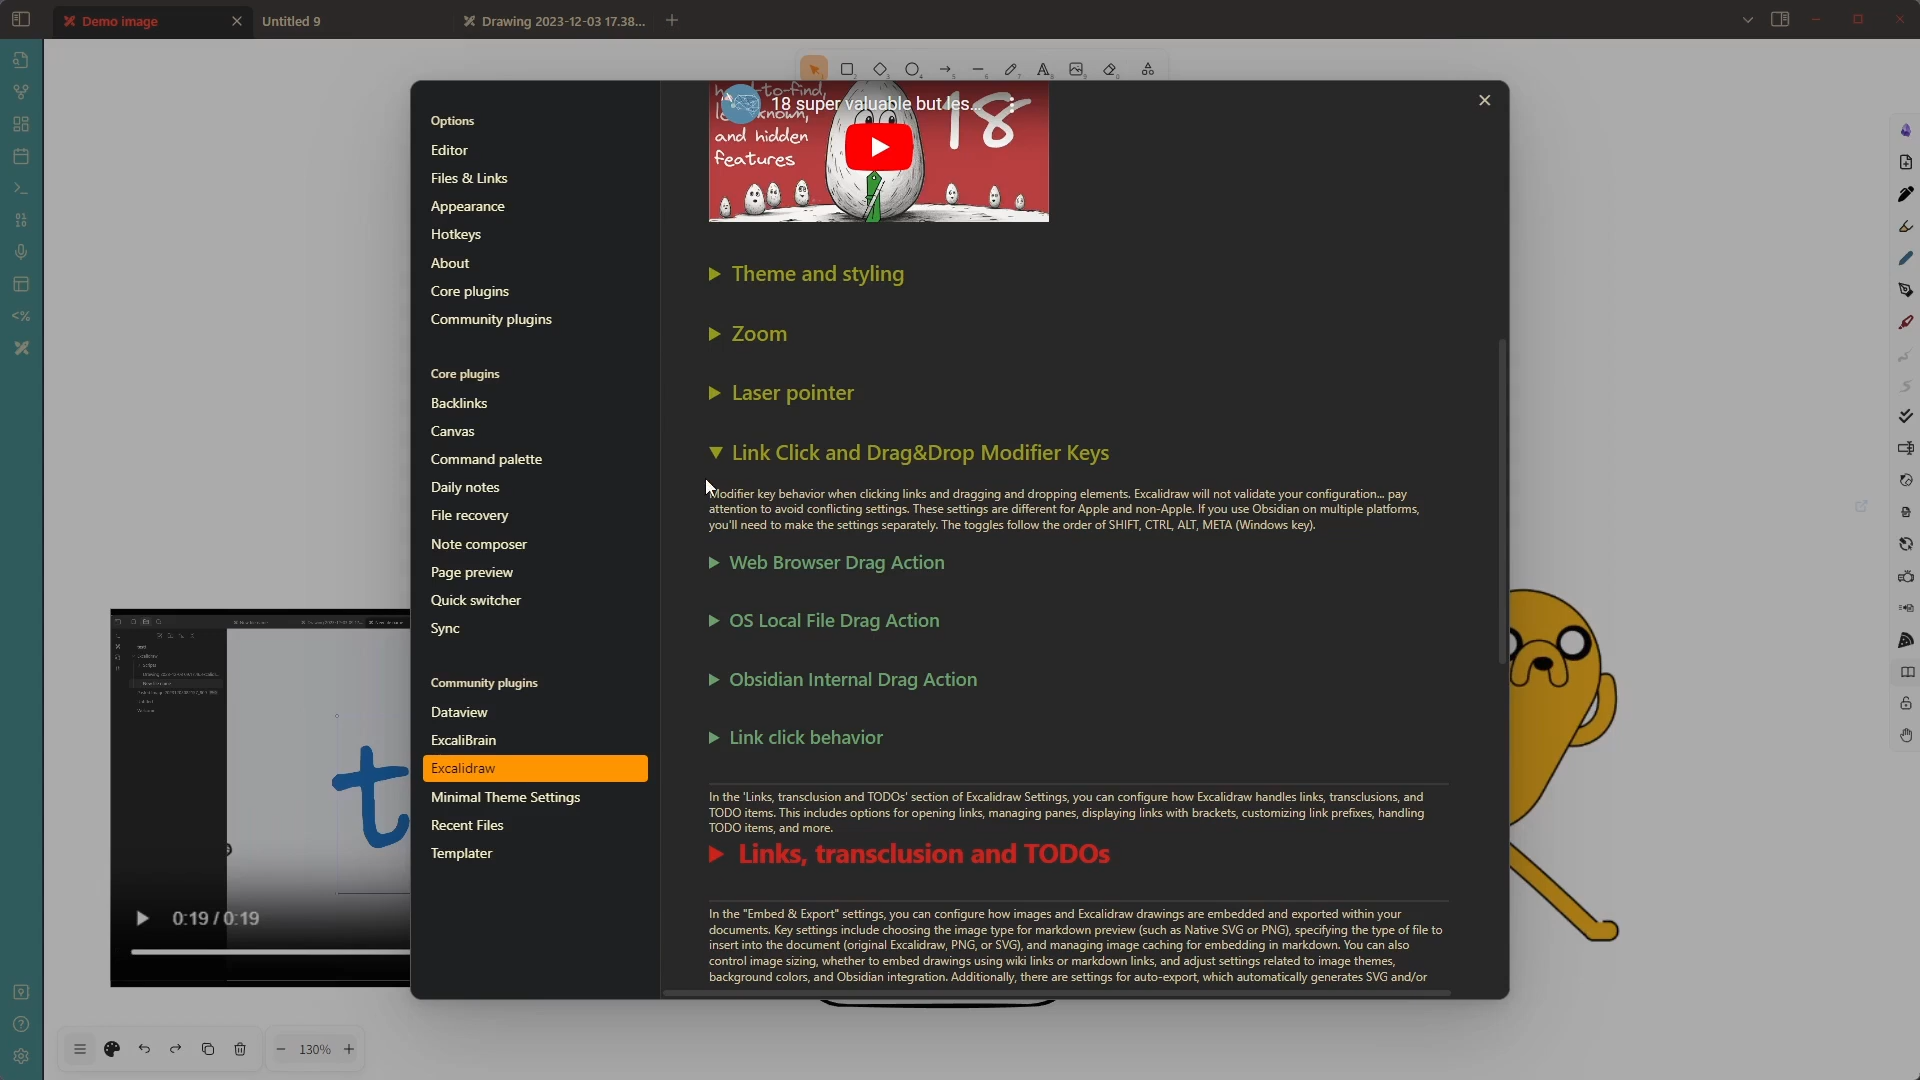 Demo image
Untitled 9
Drawing 2023-12-03 17.38...
18 super valuable but les...
known,
and hidden
features
18
Options
Editor
Files & Links
Appearance
Hotkeys
About
Core plugins
Community plugins
Core plugins
Backlinks
Canvas
Command palette
Daily notes
File recovery
Note composer
Page preview
Quick switcher
Sync
Community plugins
Dataview
ExcaliBrain
Excalidraw
Minimal Theme Settings
Recent Files
Templater
Theme and styling
Zoom
Laser pointer
Link Click and Drag&Drop Modifier Keys
Modifier key behavior when clicking links and dragging and dropping elements. Excalidraw will not validate your configuration... pay
attention to avoid conflicting settings. These settings are different for Apple and non-Apple. If you use Obsidian on multiple platforms,
you'll need to make the settings separately. The toggles follow the order of SHIFT, CTRL, ALT, META (Windows key).
Web Browser Drag Action
OS Local File Drag Action
Obsidian Internal Drag Action
Link click behavior
In the 'Links, transclusion and TODOs' section of Excalidraw Settings, you can configure how Excalidraw handles links, transclusions, and
TODO items. This includes options for opening links, managing panes, displaying links with brackets, customizing link prefixes, handling
TODO items, and more.
Links, transclusion and TODOs
In the "Embed & Export" settings, you can configure how images and Excalidraw drawings are embedded and exported within your
documents. Key settings include choosing the image type for markdown preview (such as Native SVG or PNG), specifying the type of file to
insert into the document (original Excalidraw, PNG, or SVG), and managing image caching for embedding in markdown. You can also
control image sizing, whether to embed drawings using wiki links or markdown links, and adjust settings related to image themes,
background colors, and Obsidian integration. Additionally, there are settings for auto-export, which automatically generates SVG and/or
t
0:19 / 0:19
130%